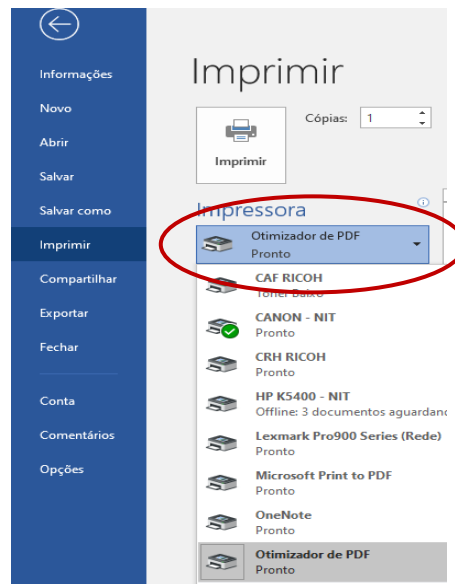 Imprimir
Informações
Novo
Abrir
Salvar
Salvar como
Imprimir
Compartilhar
Exportar
Fechar
Conta
Comentários
Opções
Cópias: 1
Imprimir
Impressora
Otimizador de PDF
Pronto
CAF RICOH
Toner Baixo
CANON - NIT
Pronto
CRH RICOH
Pronto
HP K5400 - NIT
Offline: 3 documentos aguardand
Lexmark Pro900 Series (Rede)
Pronto
Microsoft Print to PDF
Pronto
OneNote
Pronto
Otimizador de PDF
Pronto